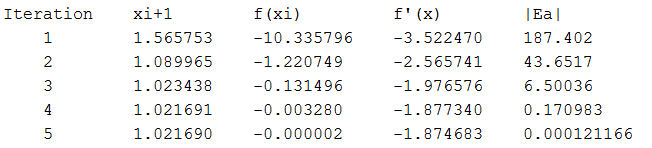 Iteration xi+1 f(xi) f'(x) |Ea|
1 1.565753 -10.335796 -3.522470 187.402
2 1.089965 -1.220749 -2.565741 43.6517
3 1.023438 -0.131496 -1.976576 6.50036
4 1.021691 -0.003280 -1.877340 0.170983
5 1.021690 -0.000002 -1.874683 0.000121166